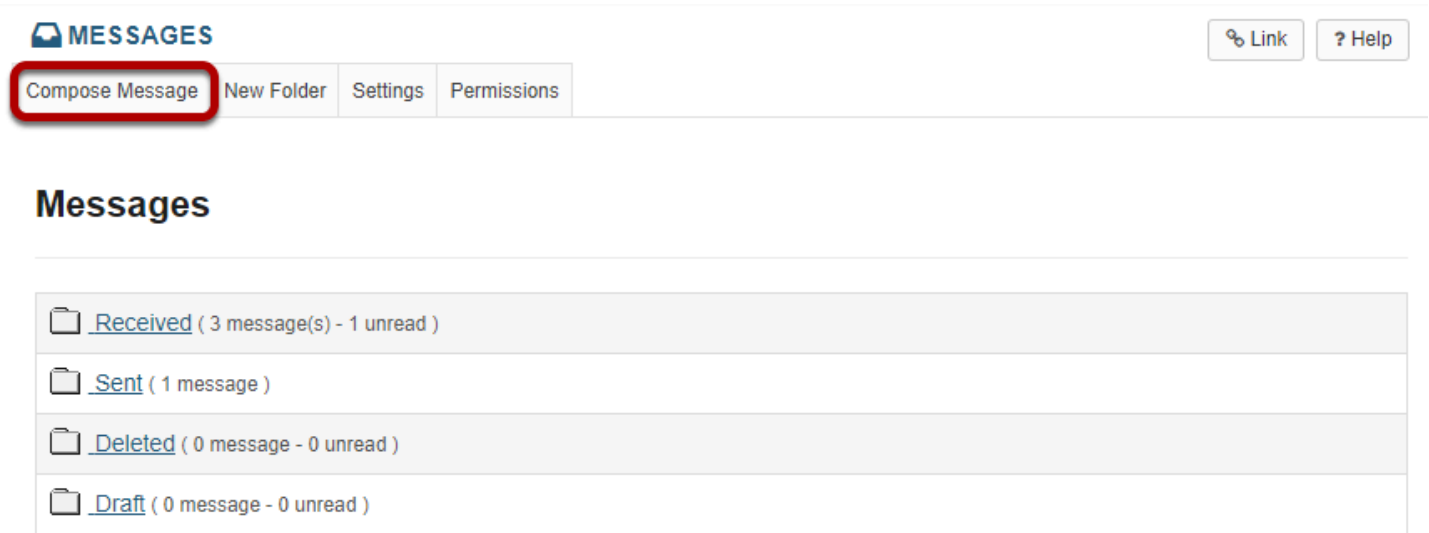 MESSAGES
Link
? Help
Compose Message New Folder Settings Permissions
Messages
Received ( 3 message(s) - 1 unread )
Sent ( 1 message )
Deleted ( 0 message - 0 unread )
Draft ( 0 message - 0 unread )